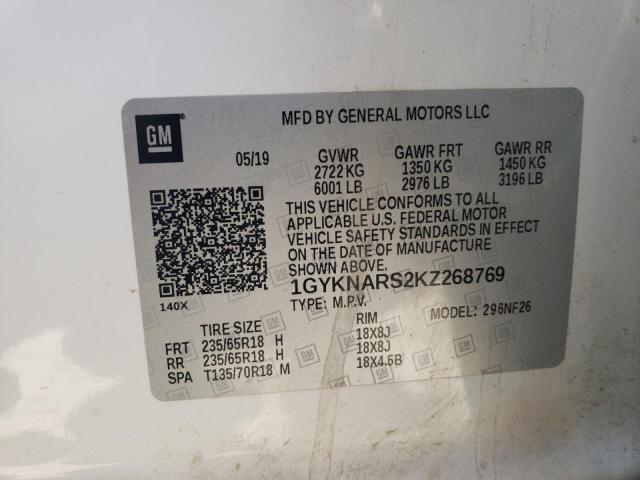 GM
MFD BY GENERAL MOTORS LLC
05/19 GVWR GAWR FRT GAWR RR
2722 KG 1350 KG 1450 KG
6001 LB 2976 LB 3196 LB
THIS VEHICLE CONFORMS TO ALL
APPLICABLE U.S. FEDERAL MOTOR
VEHICLE SAFETY STANDARDS IN EFFECT
ON THE DATE OF MANUFACTURE
SHOWN ABOVE.
1GYKNARS2KZ268769
140X
TYPE: M.P.V. MODEL: 296NF26
TIRE SIZE RIM
FRT 235/65R18 H 18X8J
RR 235/65R18 H 18X8J
SPA T135/70R18 M 18X4.5B